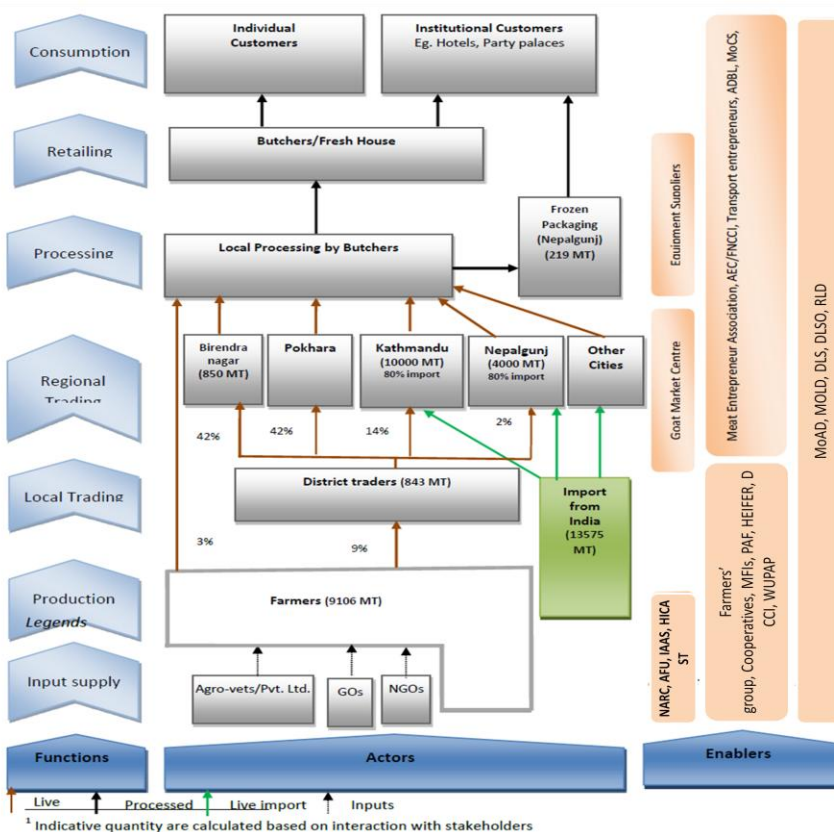 Consumption
Individual
Customers
Institutional Customers
Eg. Hotels, Party palaces
Retailing
Butchers/Fresh House
Processing
Local Processing by Butchers
Frozen
Packaging
(Nepalgunj)
(219 MT)
Regional
Trading
Birendra
nagar
(850 MT)
Pokhara
Kathmandu
(10000 MT)
80% import
Nepalgunj
(4000 MT)
80% import
Other
Cities
42%
42%
14%
2%
Local Trading
District traders (843 MT)
Import
from
India
(13575
MT)
3%
9%
Production
Legends
Farmers (9106 MT)
Input supply
Agro-vets/Pvt. Ltd.
GOs
NGOs
Equipment Suppliers
Goat Market Centre
NARC, AFU, IAAS, HICA
ST
Meat Entrepreneur Association, AEC/FNCCI, Transport entrepreneurs, ADBL, MoCS,
Farmers’
group, Cooperatives, MFIs, PAF, HEIFER, D
CCI, WUPAP
MoAD, MOLD, DLS, DLSO, RLD
Functions
Actors
Enablers
Live
Processed
Live import
Inputs
1 Indicative quantity are calculated based on interaction with stakeholders